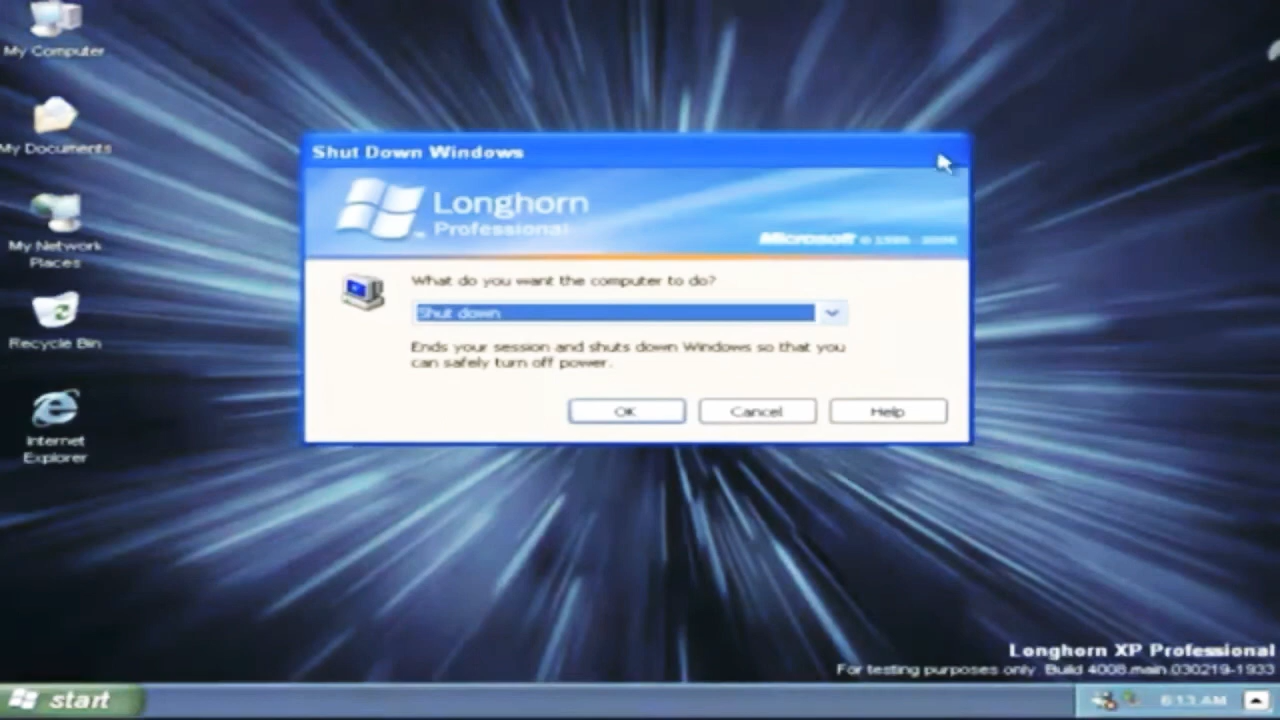 My Computer
My Documents
My Network
Places
Recycle Bin
Internet
Explorer
Shut Down Windows
Longhorn
Professional
Microsoft ©
What do you want the computer to do?
Shut down
Ends your session and shuts down Windows so that you
can safely turn off power.
OK
Cancel
Help
Longhorn XP Professional
For testing purposes only. Build 4008.main.030219-1933
start
6:13 AM